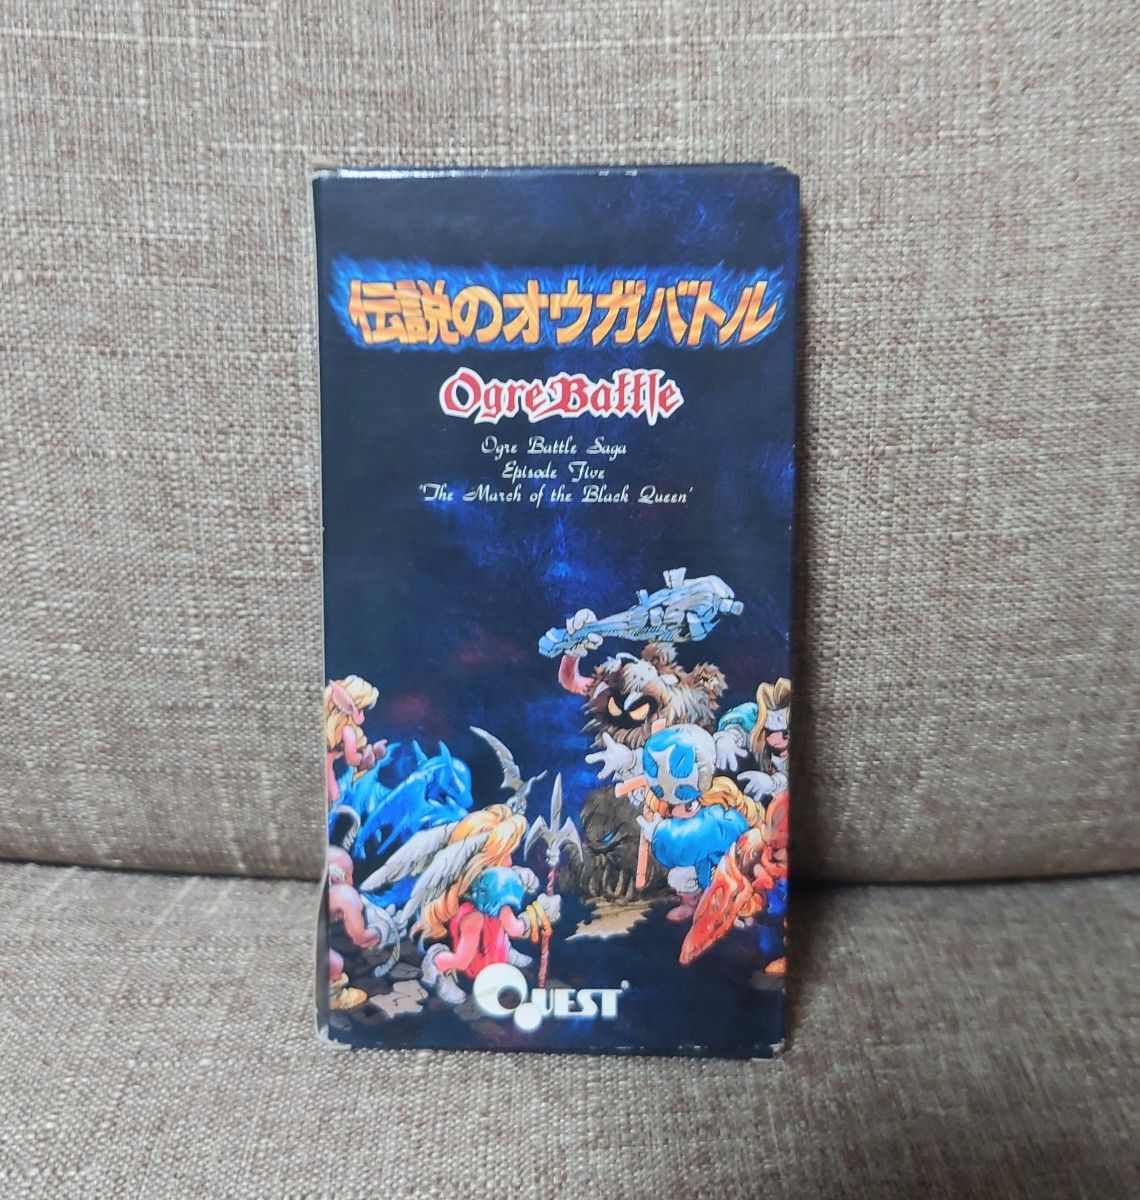 伝説のオウガバトル
Ogre Battle
Ogre Battle Saga
Episode Five
"The March of the Black Queen'
QUEST®